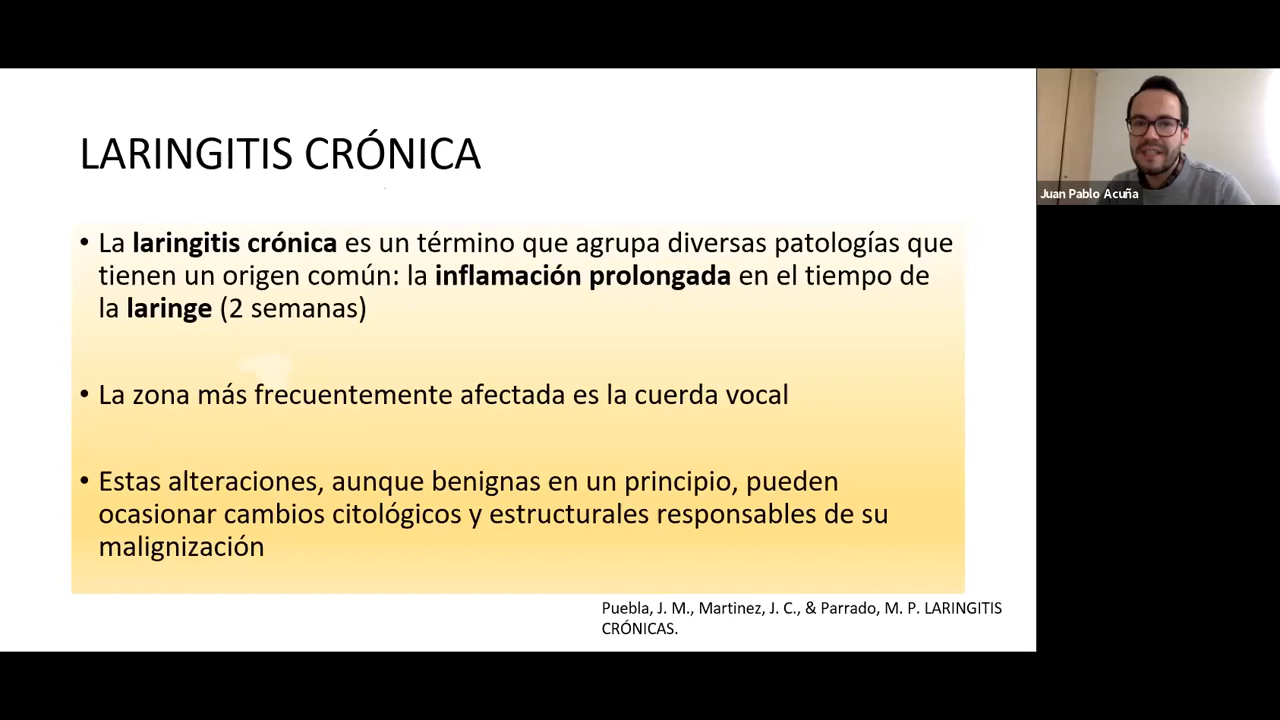 LARINGITIS CRÓNICA
• La laringitis crónica es un término que agrupa diversas patologías que
tienen un origen común: la inflamación prolongada en el tiempo de
la laringe (2 semanas)
• La zona más frecuentemente afectada es la cuerda vocal
• Estas alteraciones, aunque benignas en un principio, pueden
ocasionar cambios citológicos y estructurales responsables de su
malignización
Puebla, J. M., Martinez, J. C., & Parrado, M. P. LARINGITIS
CRÓNICAS.
Juan Pablo Acuña